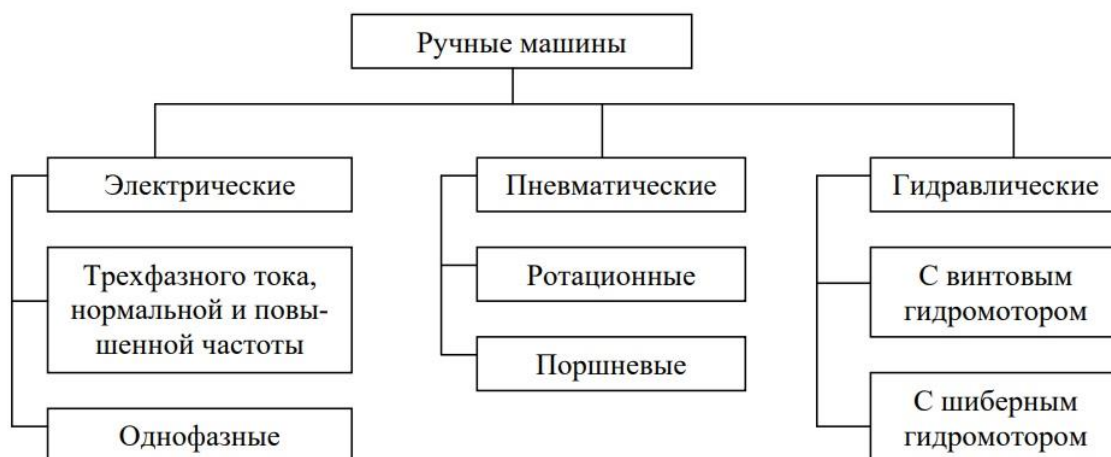 Ручные машины
Электрические
Пневматические
Гидравлические
Трехфазного тока,
нормальной и повы-
шенной частоты
Ротационные
С винтовым
гидромотором
Поршневые
Однофазные
С шиберным
гидромотором